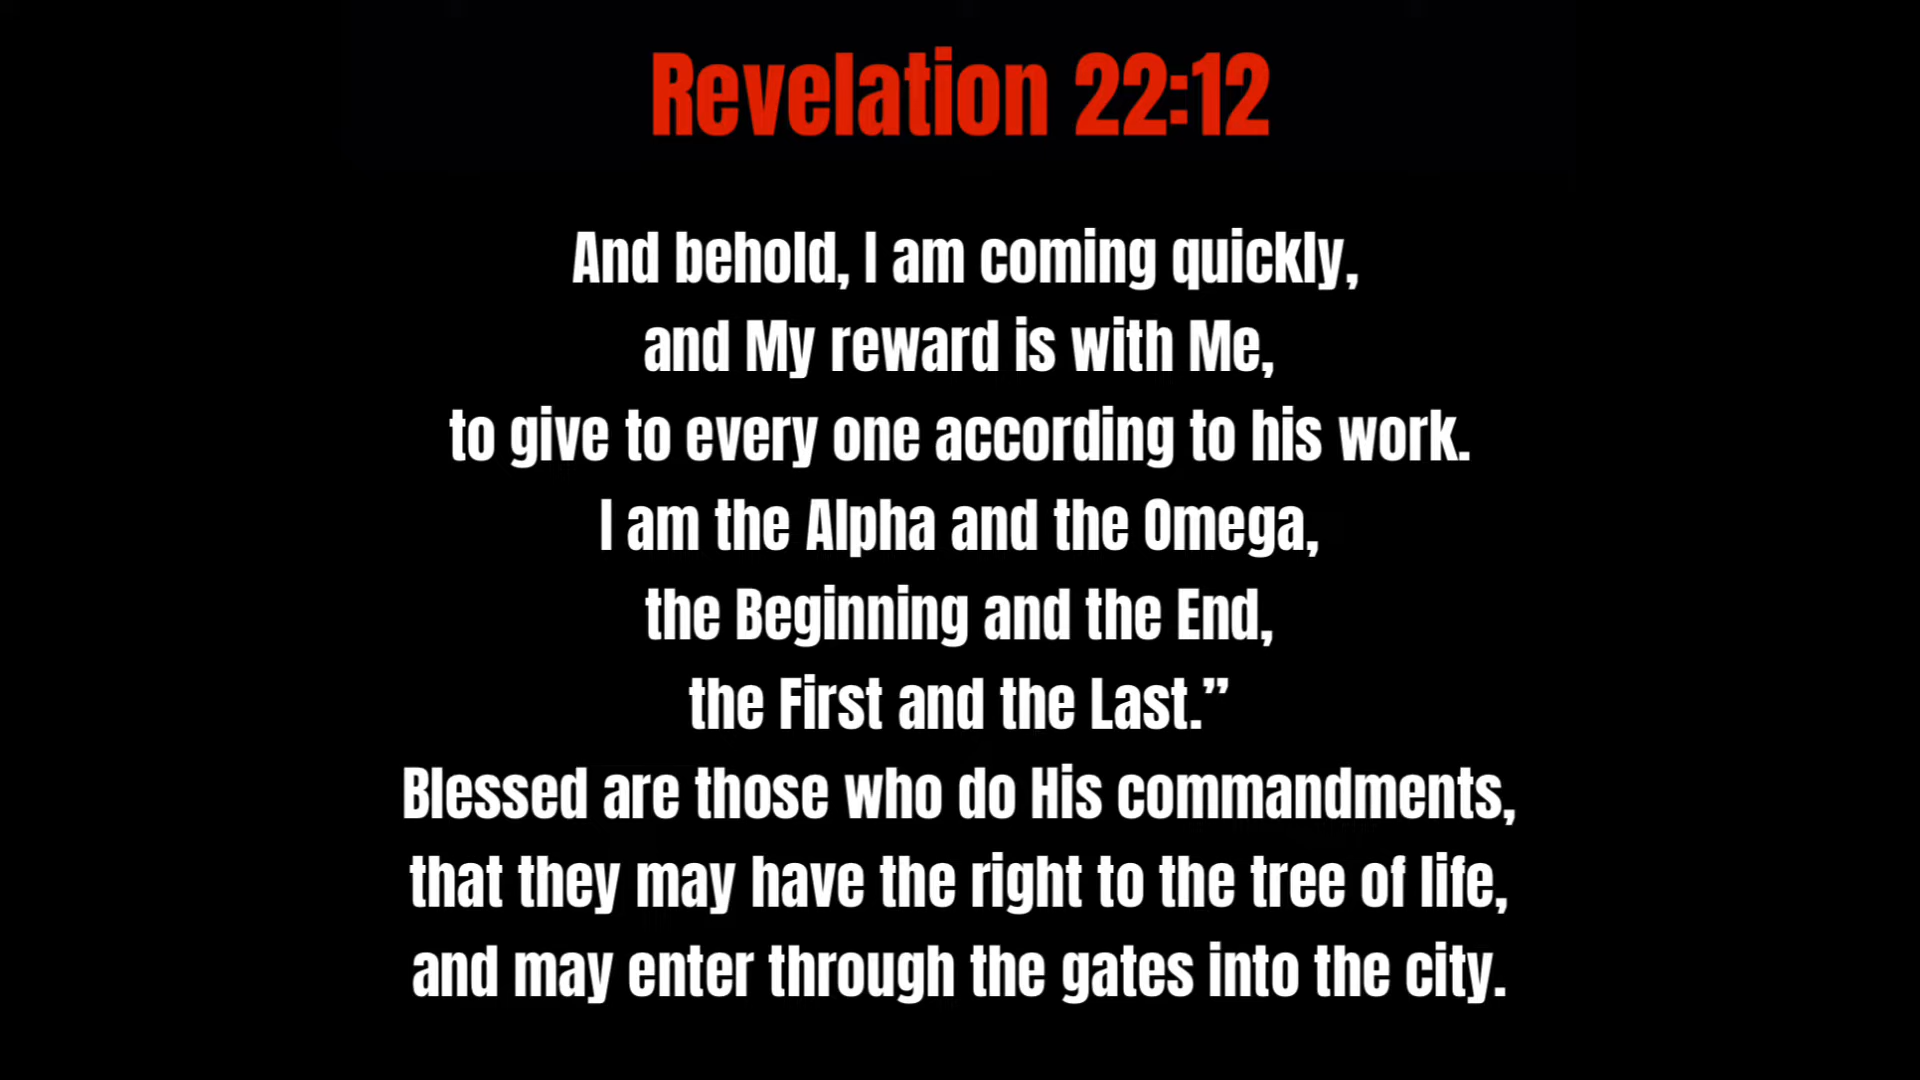 Revelation 22:12
And behold, I am coming quickly,
and My reward is with Me,
to give to every one according to his work.
I am the Alpha and the Omega,
the Beginning and the End,
the First and the Last.”
Blessed are those who do His commandments,
that they may have the right to the tree of life,
and may enter through the gates into the city.